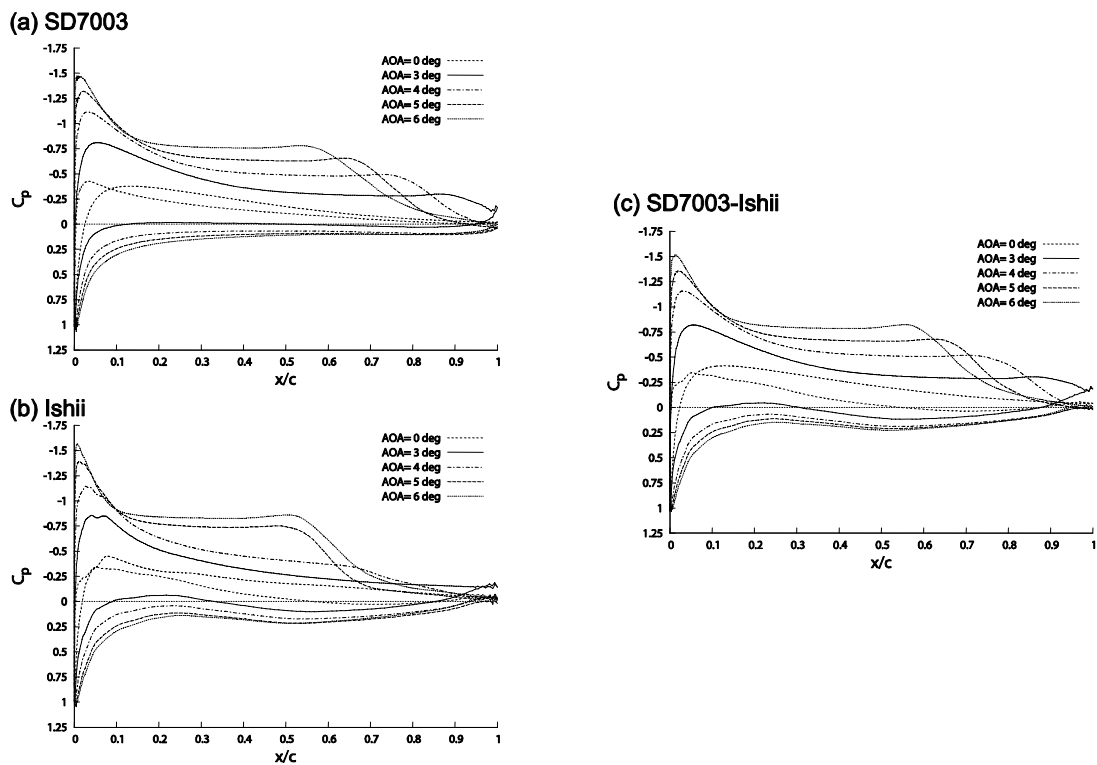 (a) SD7003
-1.75
-1.5
-1.25
-1
-0.75
-0.5
-0.25
0
0.25
0.5
0.75
1
1.25
Cp
AOA= 0 deg
AOA= 3 deg
AOA= 4 deg
AOA= 5 deg
AOA= 6 deg
0 0.1 0.2 0.3 0.4 0.5 0.6 0.7 0.8 0.9 1
x/c
(b) Ishii
-1.75
-1.5
-1.25
-1
-0.75
-0.5
-0.25
0
0.25
0.5
0.75
1
1.25
Cp
AOA= 0 deg
AOA= 3 deg
AOA= 4 deg
AOA= 5 deg
AOA= 6 deg
0 0.1 0.2 0.3 0.4 0.5 0.6 0.7 0.8 0.9 1
x/c
(c) SD7003-Ishii
-1.75
-1.5
-1.25
-1
-0.75
-0.5
-0.25
0
0.25
0.5
0.75
1
1.25
Cp
AOA= 0 deg
AOA= 3 deg
AOA= 4 deg
AOA= 5 deg
AOA= 6 deg
0 0.1 0.2 0.3 0.4 0.5 0.6 0.7 0.8 0.9 1
x/c